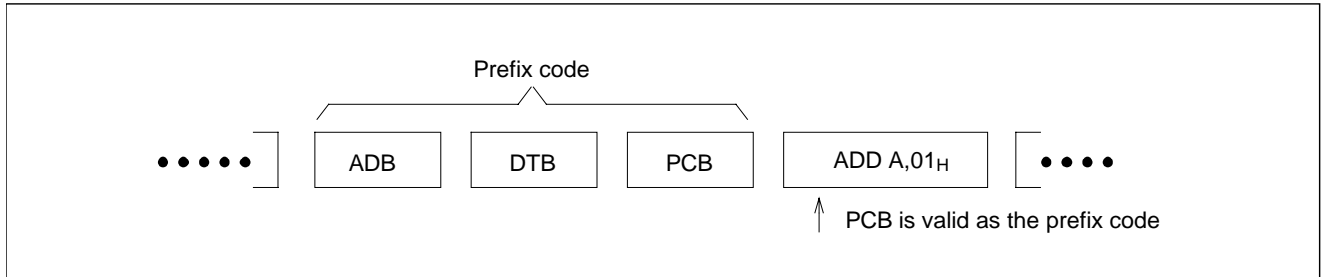 Prefix code
ADB DTB PCB ADD A,01H
PCB is valid as the prefix code